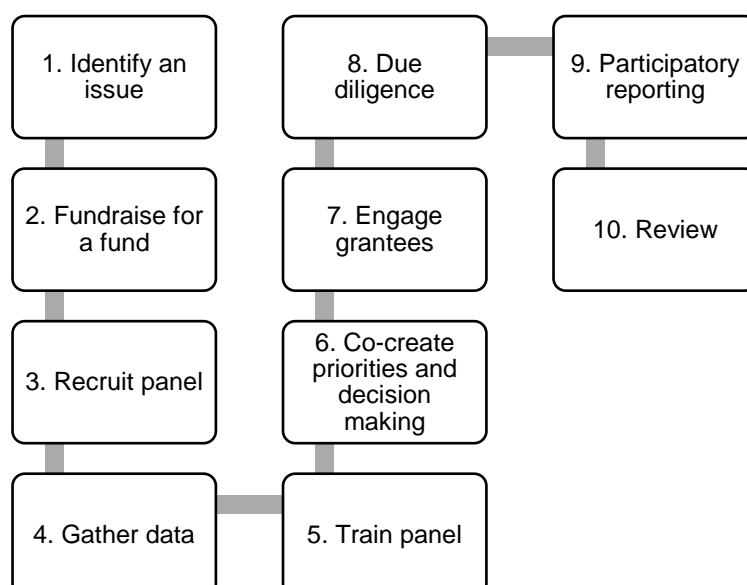 1. Identify an
issue
2. Fundraise for
a fund
3. Recruit panel
4. Gather data
5. Train panel
6. Co-create
priorities and
decision
making
7. Engage
grantees
8. Due
diligence
9. Participatory
reporting
10. Review